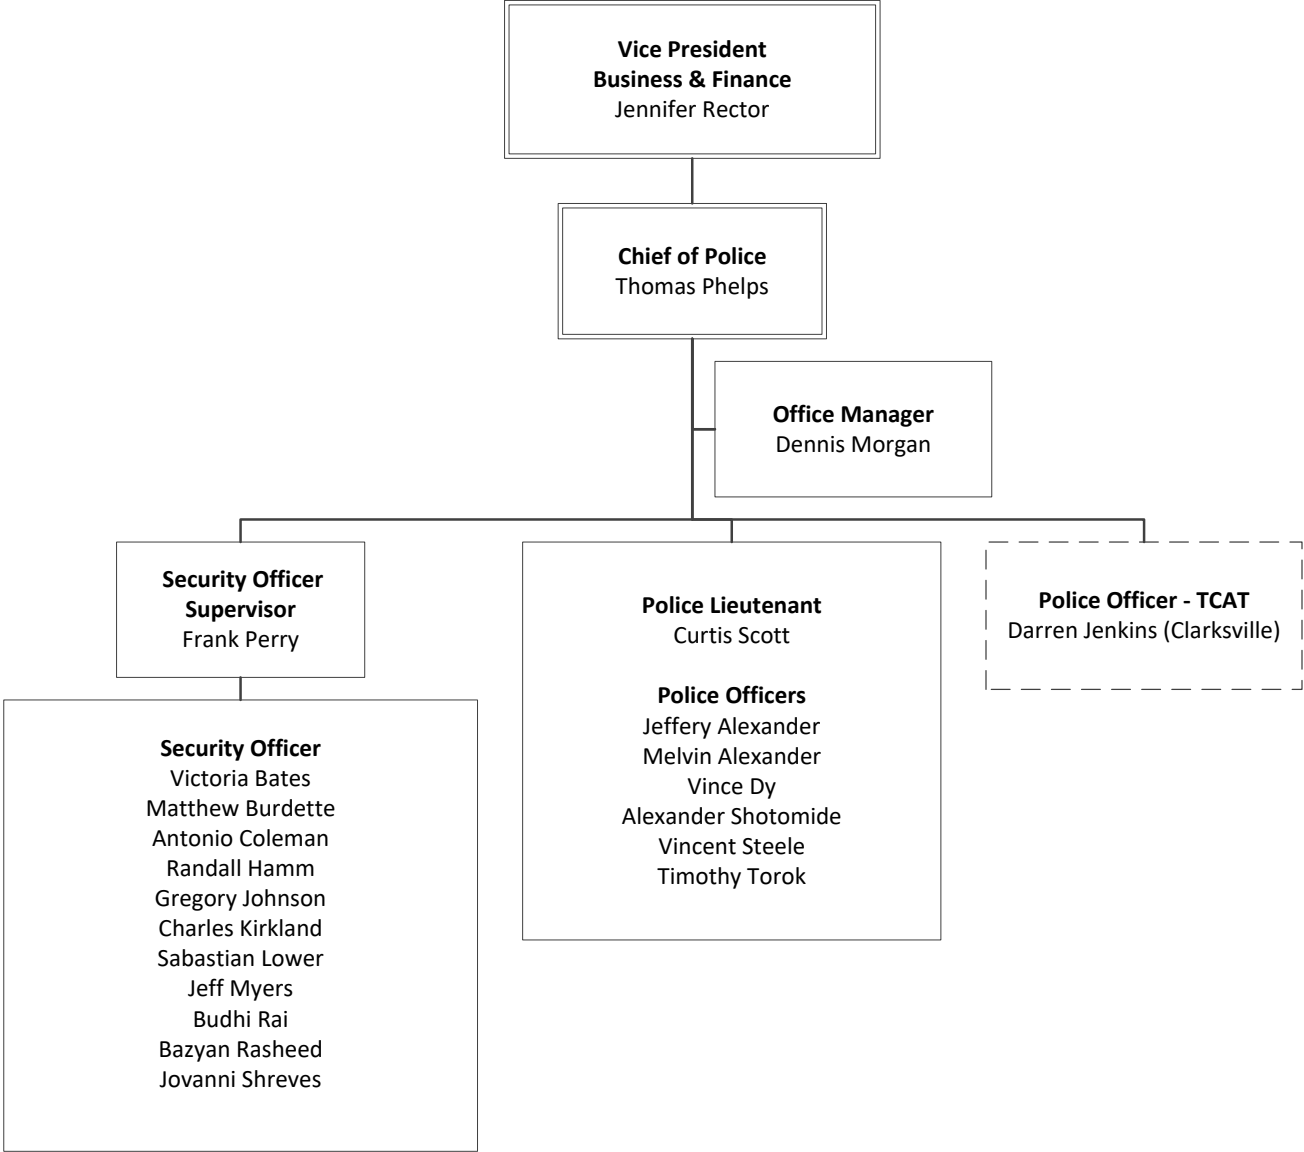 Vice President
Business & Finance
Jennifer Rector
Chief of Police
Thomas Phelps
Office Manager
Dennis Morgan
Security Officer
Supervisor
Frank Perry
Police Lieutenant
Curtis Scott
Police Officers
Jeffery Alexander
Melvin Alexander
Vince Dy
Alexander Shotomide
Vincent Steele
Timothy Torok
Police Officer - TCAT
Darren Jenkins (Clarksville)
Security Officer
Victoria Bates
Matthew Burdette
Antonio Coleman
Randall Hamm
Gregory Johnson
Charles Kirkland
Sabastian Lower
Jeff Myers
Budhi Rai
Bazyan Rasheed
Jovanni Shreves